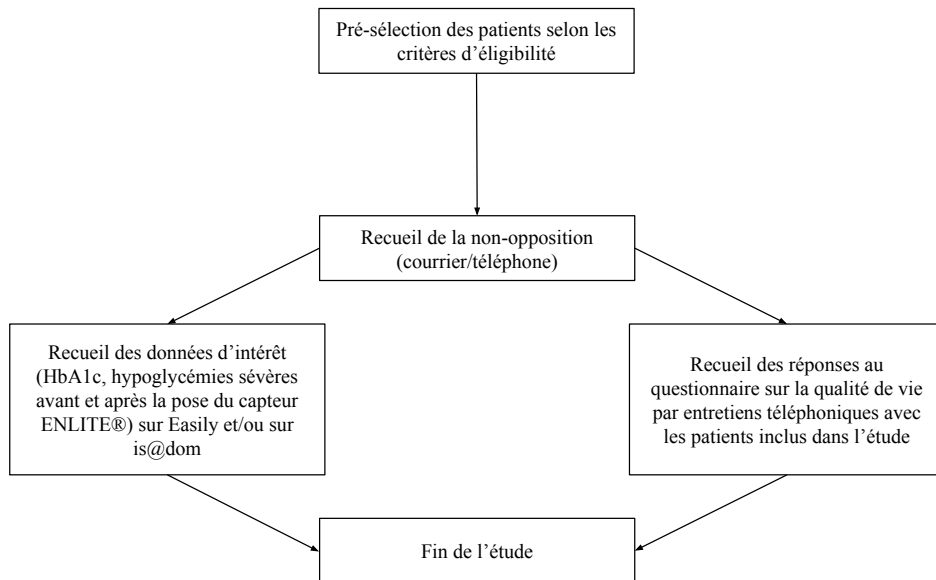 Pré-sélection des patients selon les
critères d’éligibilité
Recueil de la non-opposition
(courrier/téléphone)
Recueil des données d’intérêt
(HbA1c, hypoglycémies sévères
avant et après la pose du capteur
ENLITE®) sur Easily et/ou sur
is@dom
Recueil des réponses au
questionnaire sur la qualité de vie
par entretiens téléphoniques avec
les patients inclus dans l’étude
Fin de l’étude